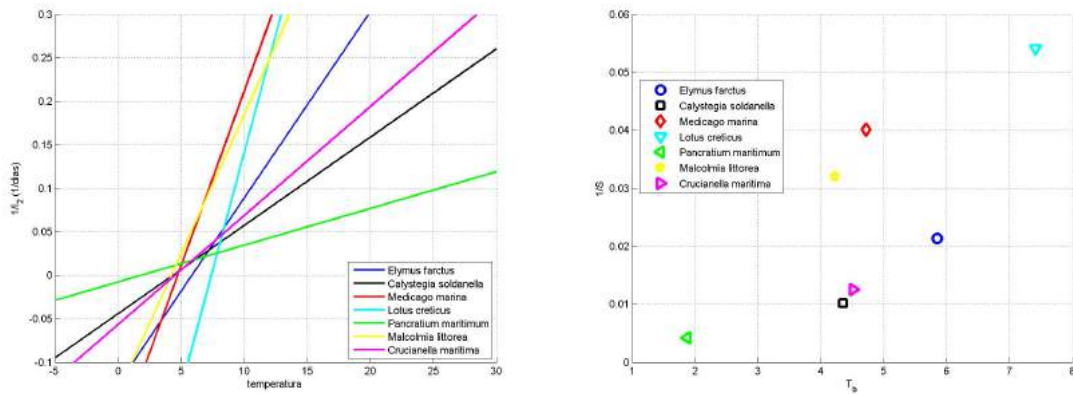 0.3
0.25
0.2
0.15
0.1
0.05
0
-0.05
-0.1
-5
0
5
10
15
20
25
30
temperatura
1/i₂ (1/dias)
Elymus farctus
Calystegia soldanella
Medicago marina
Lotus creticus
Pancratium maritimum
Malcolmia littorea
Crucianella maritima
0.06
0.05
0.04
0.03
0.02
0.01
0
1
2
3
4
5
6
7
8
1/S
Elymus farctus
Calystegia soldanella
Medicago marina
Lotus creticus
Pancratium maritimum
Malcolmia littorea
Crucianella maritima